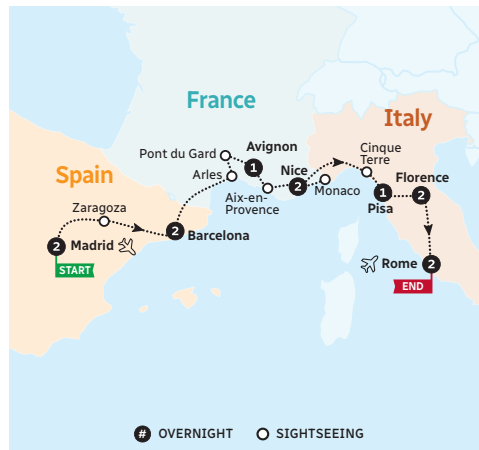 France
Italy
Spain
Pont du Gard
Avignon
1
Cinque
Terre
Arles
Nice
2
Florence
2
Aix-en-
Provence
Monaco
1
Pisa
Zaragoza
2
Barcelona
2
Madrid
START
Rome
2
END
# OVERNIGHT
SIGHTSEEING